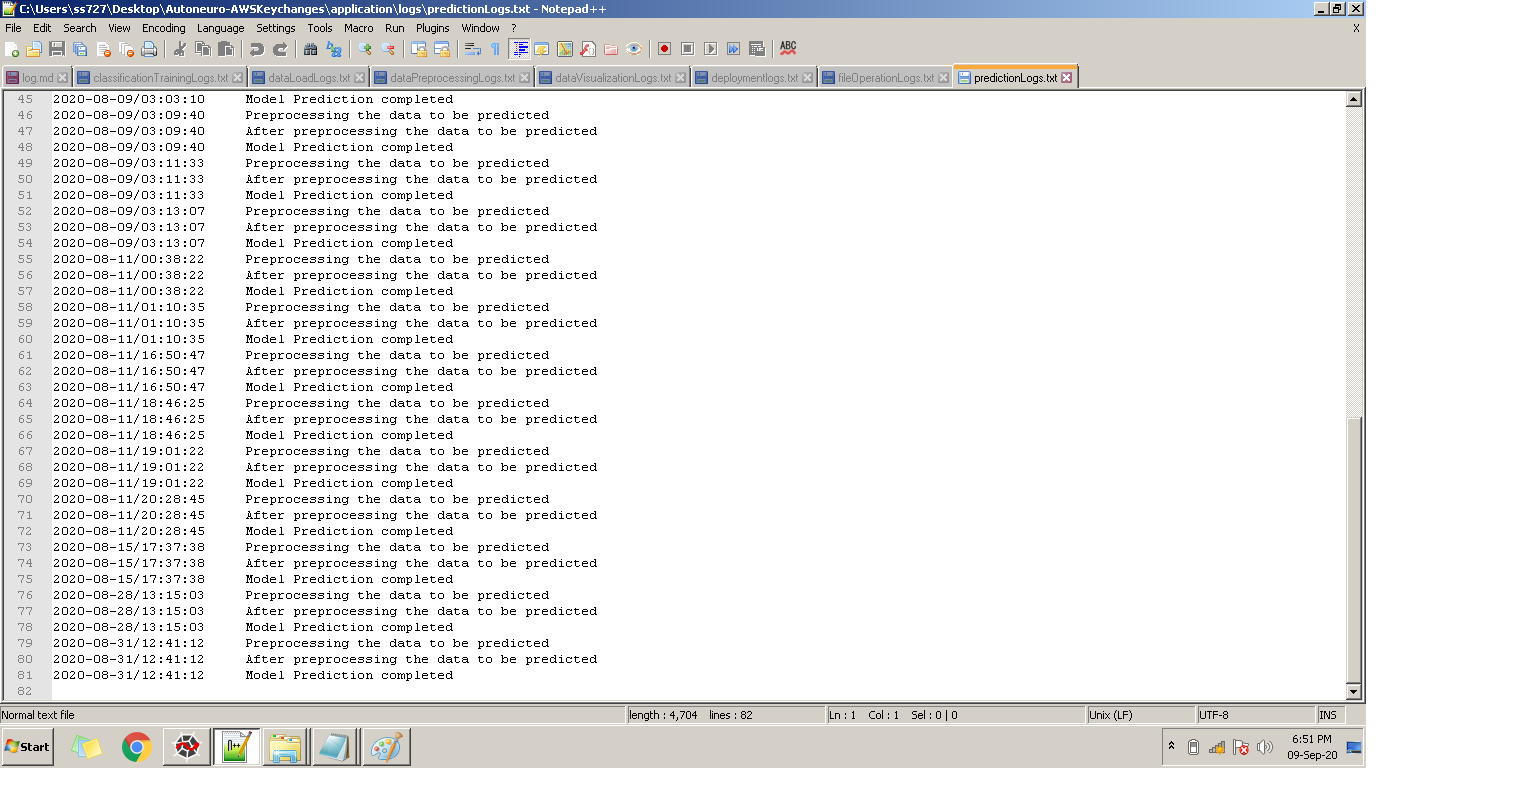 C:\Users\ss727\Desktop\Autoneuro-AWSKeychanges\application\logs\predictionLogs.txt - Notepad++
File Edit Search View Encoding Language Settings Tools Macro Run Plugins Window ? X
ABC
log.md classificationTrainingLogs.txt dataLoadLogs.txt dataPreprocessingLogs.txt dataVisualizationLogs.txt deploymentlogs.txt fileOperationLogs.txt predictionLogs.txt
45 2020-08-09/03:03:10 Model Prediction completed
46 2020-08-09/03:09:40 Preprocessing the data to be predicted
47 2020-08-09/03:09:40 After preprocessing the data to be predicted
48 2020-08-09/03:09:40 Model Prediction completed
49 2020-08-09/03:11:33 Preprocessing the data to be predicted
50 2020-08-09/03:11:33 After preprocessing the data to be predicted
51 2020-08-09/03:11:33 Model Prediction completed
52 2020-08-09/03:13:07 Preprocessing the data to be predicted
53 2020-08-09/03:13:07 After preprocessing the data to be predicted
54 2020-08-09/03:13:07 Model Prediction completed
55 2020-08-11/00:38:22 Preprocessing the data to be predicted
56 2020-08-11/00:38:22 After preprocessing the data to be predicted
57 2020-08-11/00:38:22 Model Prediction completed
58 2020-08-11/01:10:35 Preprocessing the data to be predicted
59 2020-08-11/01:10:35 After preprocessing the data to be predicted
60 2020-08-11/01:10:35 Model Prediction completed
61 2020-08-11/16:50:47 Preprocessing the data to be predicted
62 2020-08-11/16:50:47 After preprocessing the data to be predicted
63 2020-08-11/16:50:47 Model Prediction completed
64 2020-08-11/18:46:25 Preprocessing the data to be predicted
65 2020-08-11/18:46:25 After preprocessing the data to be predicted
66 2020-08-11/18:46:25 Model Prediction completed
67 2020-08-11/19:01:22 Preprocessing the data to be predicted
68 2020-08-11/19:01:22 After preprocessing the data to be predicted
69 2020-08-11/19:01:22 Model Prediction completed
70 2020-08-11/20:28:45 Preprocessing the data to be predicted
71 2020-08-11/20:28:45 After preprocessing the data to be predicted
72 2020-08-11/20:28:45 Model Prediction completed
73 2020-08-15/17:37:38 Preprocessing the data to be predicted
74 2020-08-15/17:37:38 After preprocessing the data to be predicted
75 2020-08-15/17:37:38 Model Prediction completed
76 2020-08-28/13:15:03 Preprocessing the data to be predicted
77 2020-08-28/13:15:03 After preprocessing the data to be predicted
78 2020-08-28/13:15:03 Model Prediction completed
79 2020-08-31/12:41:12 Preprocessing the data to be predicted
80 2020-08-31/12:41:12 After preprocessing the data to be predicted
81 2020-08-31/12:41:12 Model Prediction completed
82
Normal text file length : 4,704 lines : 82 Ln : 1 Col : 1 Sel : 0 | 0 Unix (LF) UTF-8 INS
Start 6:51 PM
09-Sep-20